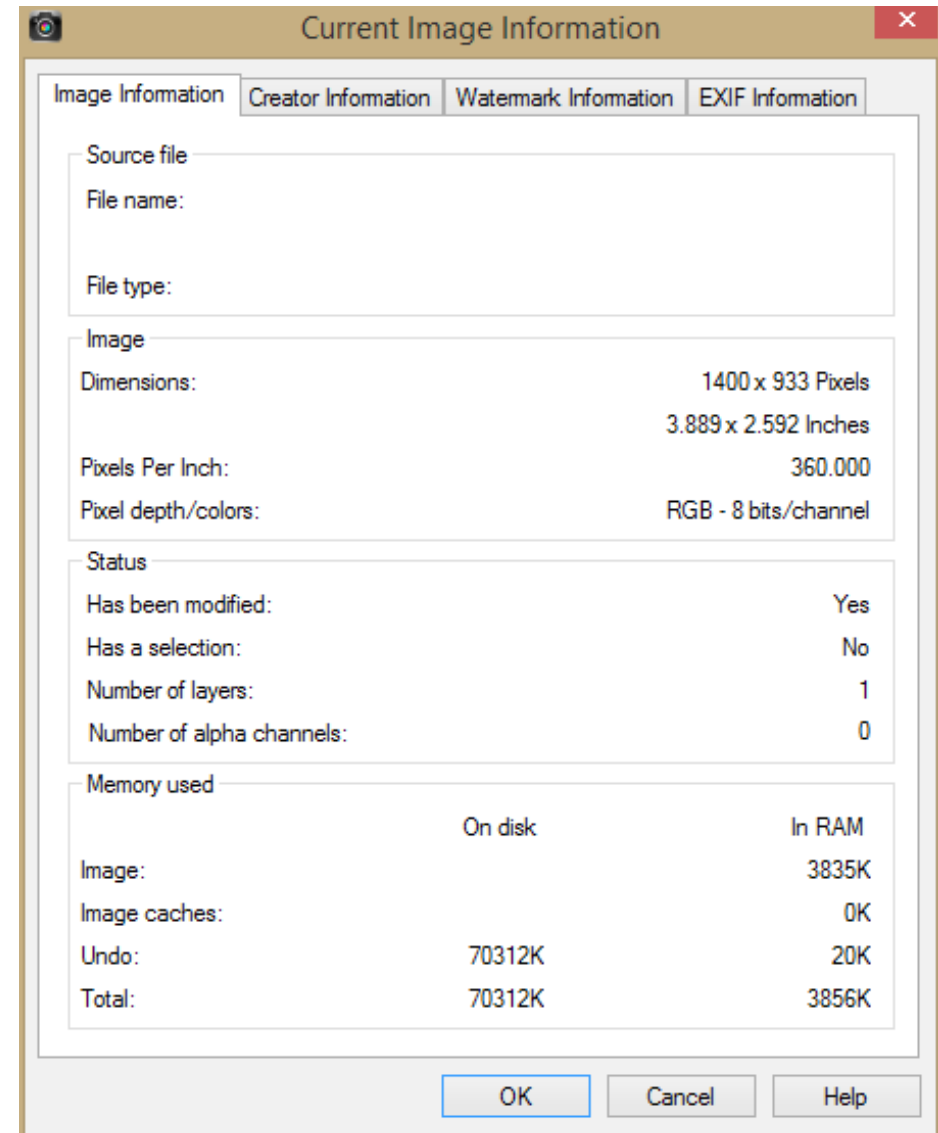 Current Image Information
Image Information Creator Information Watermark Information EXIF Information
Source file
File name:
File type:
Image
Dimensions: 1400 x 933 Pixels
3.889 x 2.592 Inches
Pixels Per Inch: 360.000
Pixel depth/colors: RGB - 8 bits/channel
Status
Has been modified: Yes
Has a selection: No
Number of layers: 1
Number of alpha channels: 0
Memory used
On disk In RAM
Image: 3835K
Image caches: 0K
Undo: 70312K 20K
Total: 70312K 3856K
OK Cancel Help